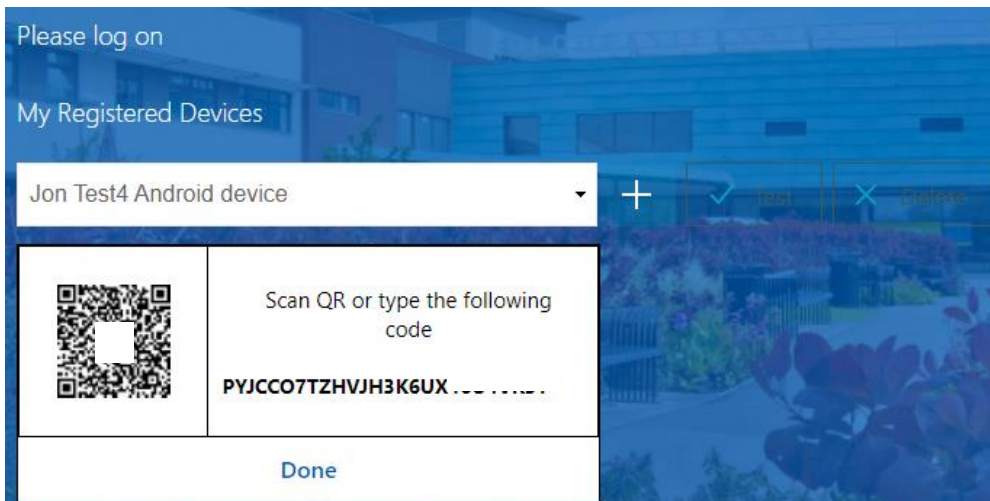 Please log on
My Registered Devices
Jon Test4 Android device
Test
Delete
Scan QR or type the following
code
PYJCCO7TZHVJH3K6UX
Done